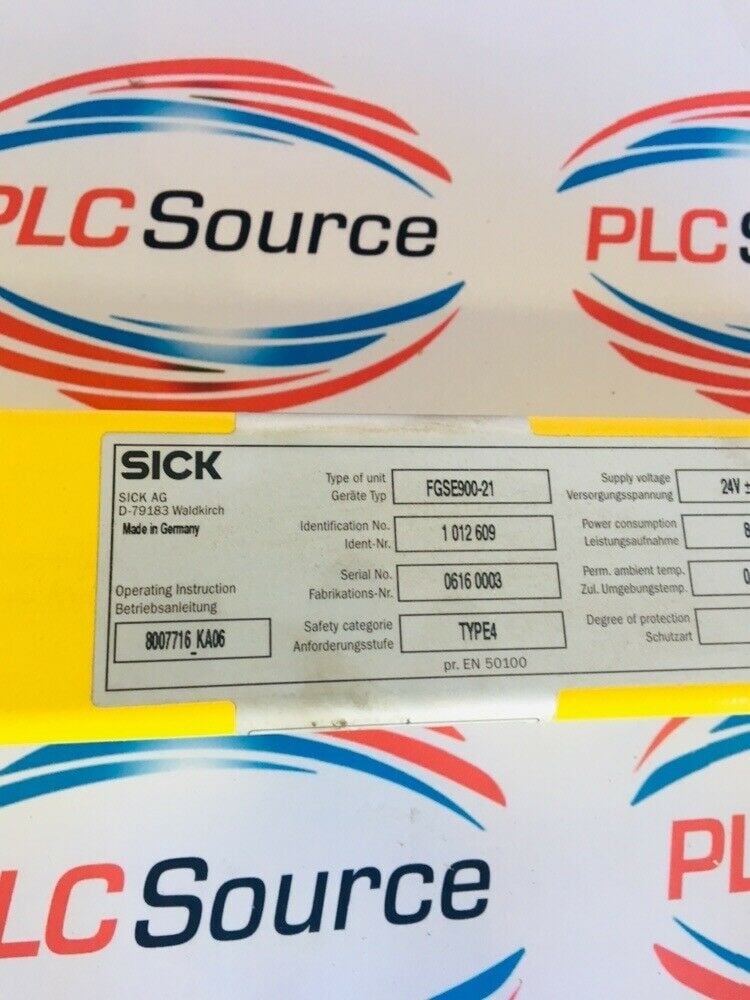 PLC Source
PLC S
SICK
SICK AG
D-79183 Waldkirch
Made in Germany
Operating Instruction
Betriebsanleitung
8007716_KA06
Type of unit
Geräte Typ
FGSE900-21
Identification No.
Ident-Nr.
1 012 609
Serial No.
Fabrikations-Nr.
0616 0003
Safety categorie
Anforderungsstufe
TYPE4
pr. EN 50100
Supply voltage
Versorgungsspannung
24V ±
Power consumption
Leistungsaufnahme
8
Perm. ambient temp.
Zul. Umgebungstemp.
0
Degree of protection
Schutzart
LC Source
PL